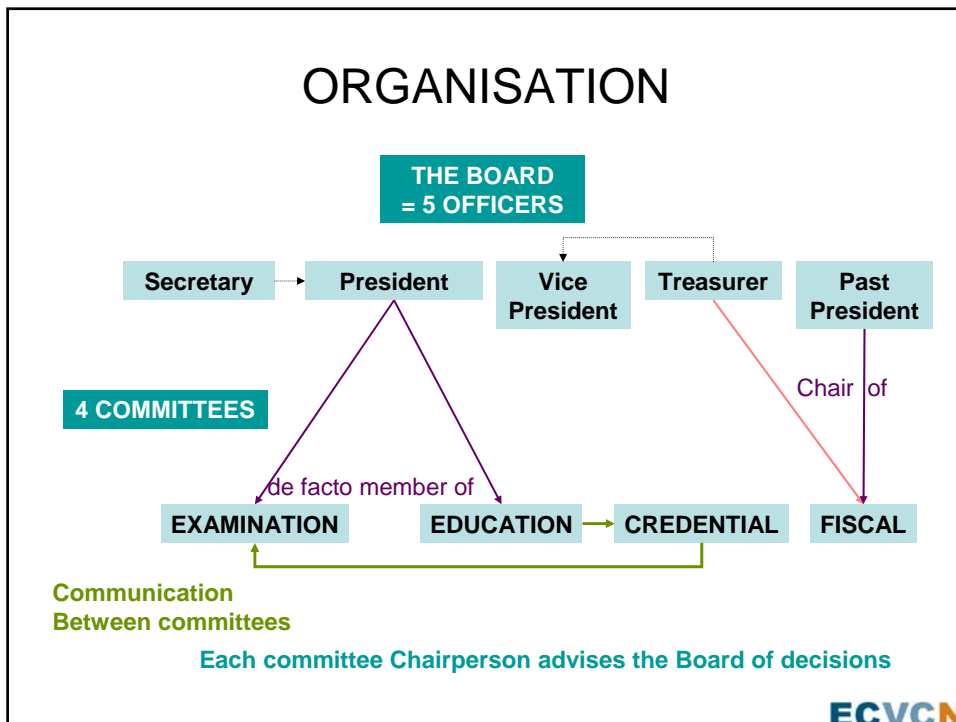 ORGANISATION
THE BOARD
= 5 OFFICERS
Secretary
President
Vice
President
Treasurer
Past
President
Chair of
4 COMMITTEES
de facto member of
EXAMINATION
EDUCATION
CREDENTIAL
FISCAL
Communication
Between committees
Each committee Chairperson advises the Board of decisions
ECVCN